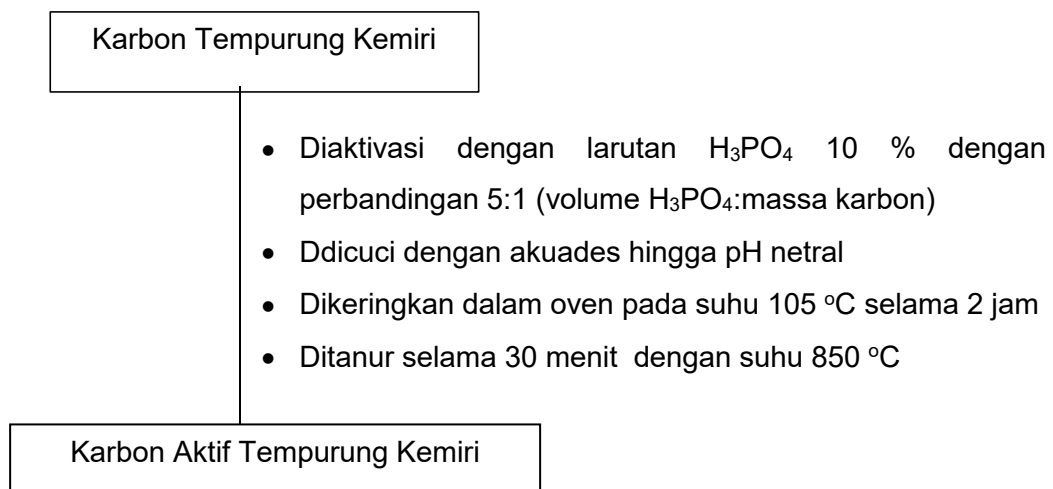 Karbon Tempurung Kemiri
• Diaktivasi dengan larutan H₃PO₄ 10 % dengan
perbandingan 5:1 (volume H₃PO₄:massa karbon)
• Ddicuci dengan akuades hingga pH netral
• Dikeringkan dalam oven pada suhu 105 ᵒC selama 2 jam
• Ditanur selama 30 menit dengan suhu 850 ᵒC
Karbon Aktif Tempurung Kemiri